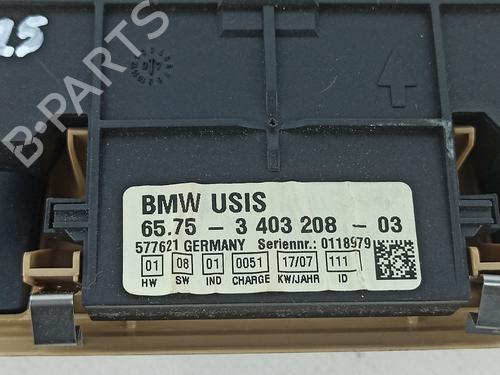 25
B-PARTS
BMW USIS
65.75 - 3 403 208 - 03
577621 GERMANY Seriennr.: 0118979
01 08 01 0051 17/07 111
HW SW IND CHARGE KW/JAHR ID